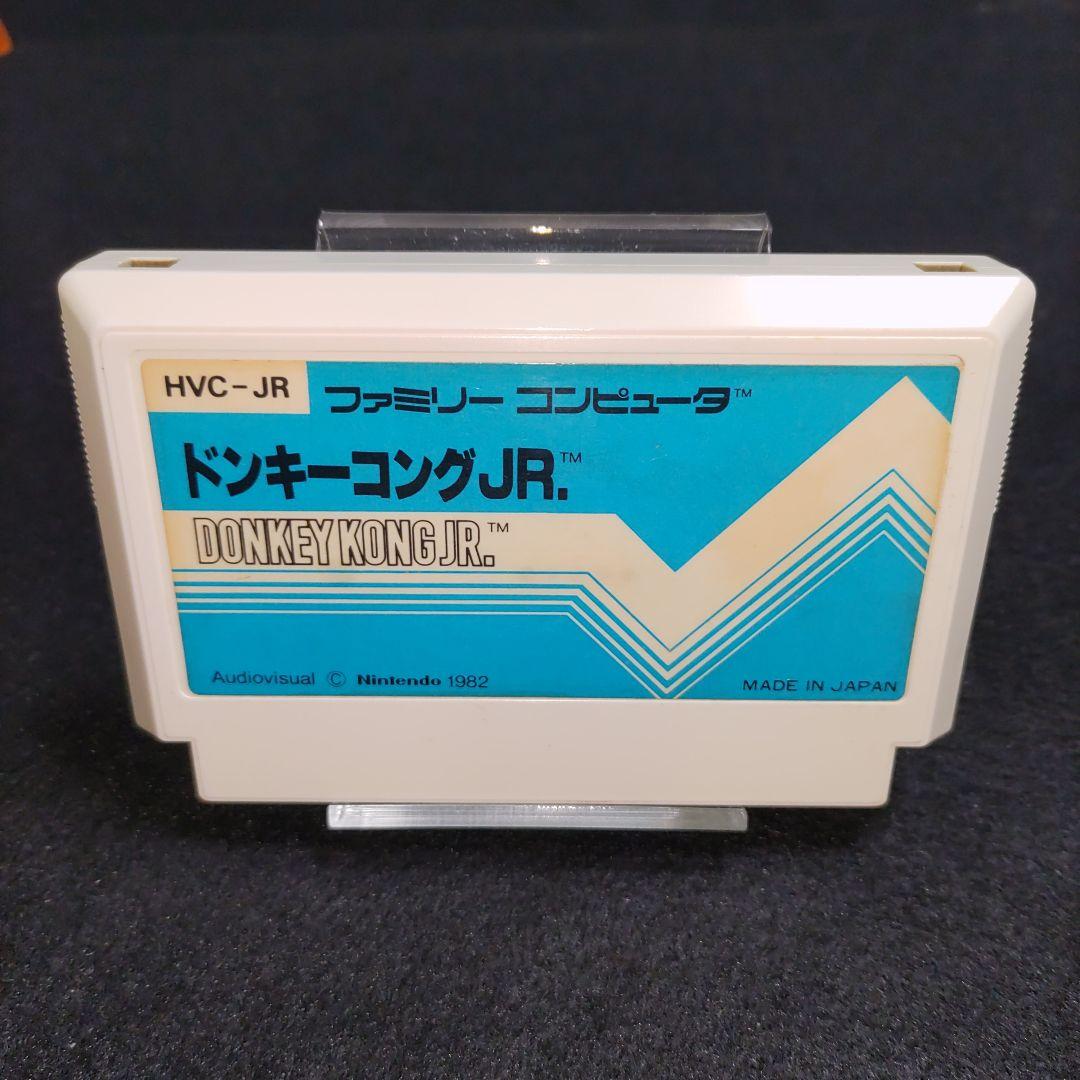 HVC-JR
ファミリー コンピュータ™
ドンキーコングJR.™
DONKEY KONG JR.™
Audiovisual © Nintendo 1982
MADE IN JAPAN